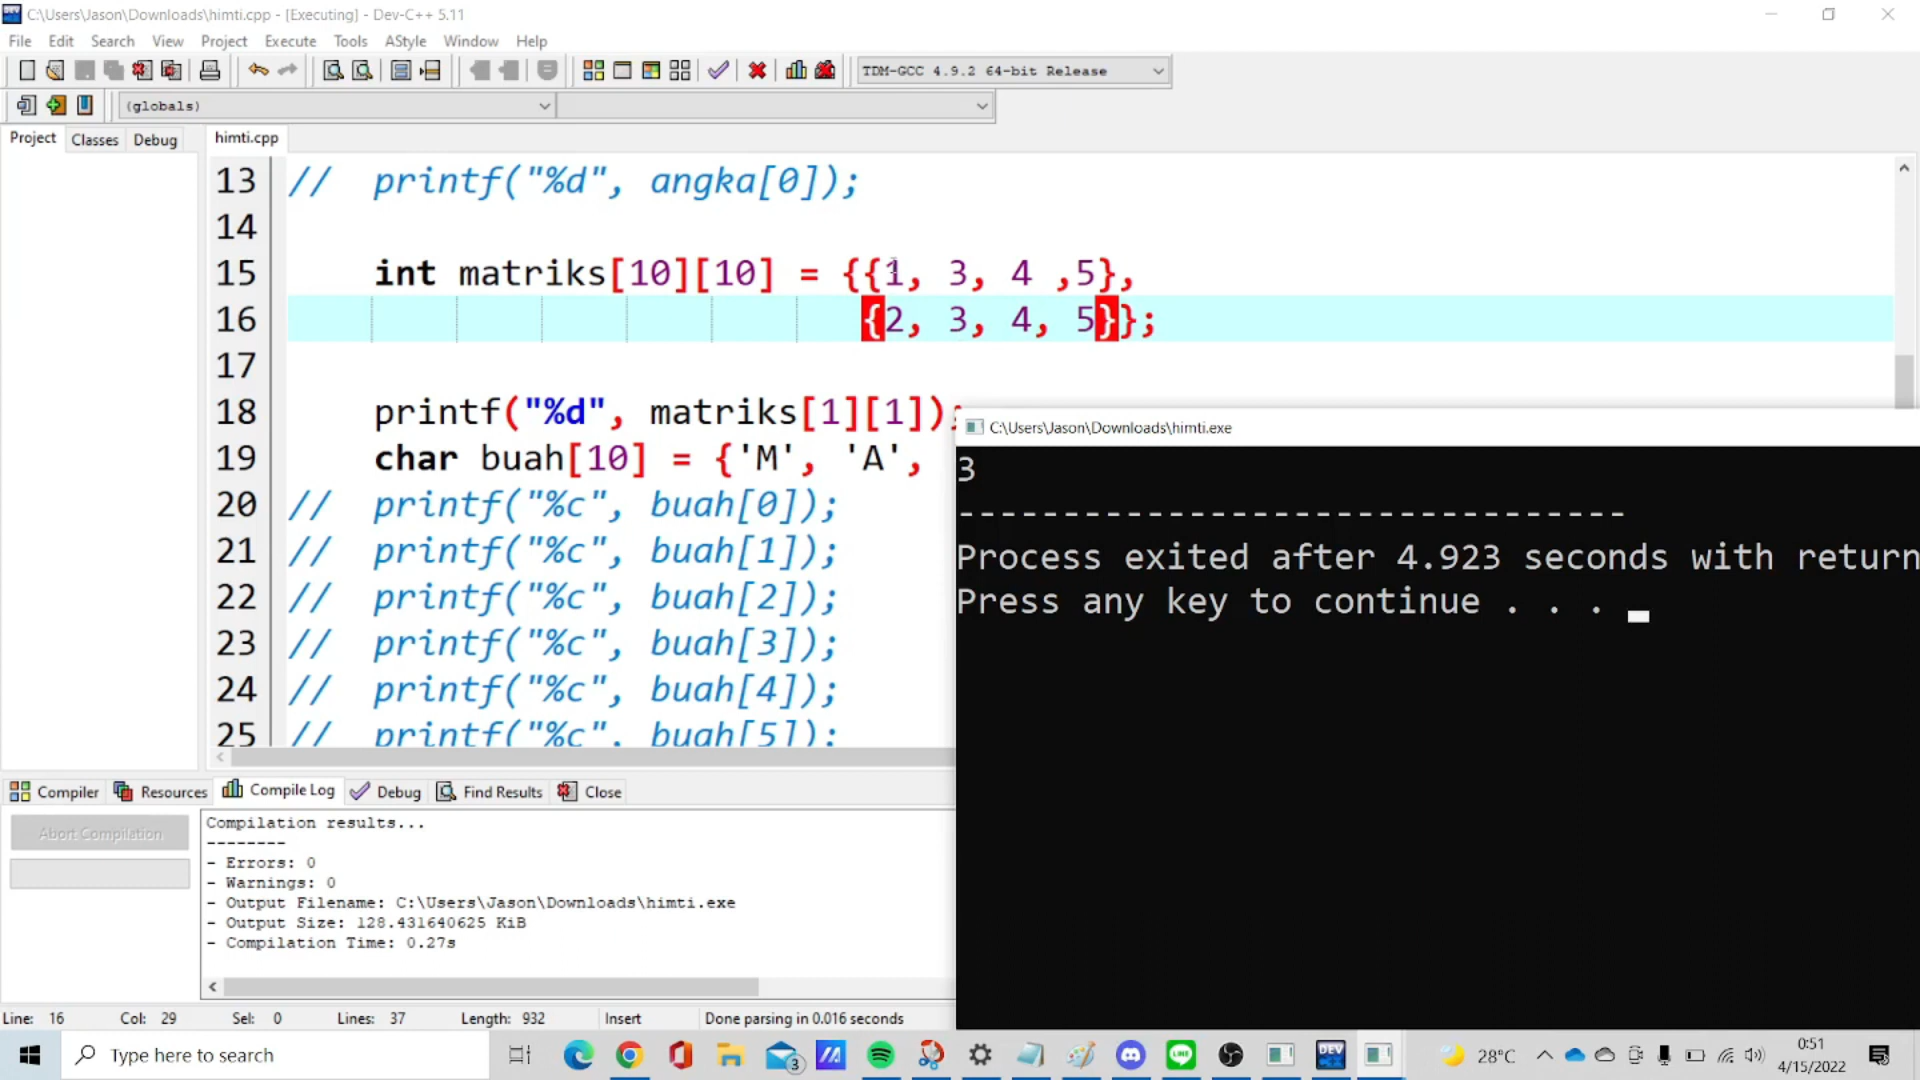 C:\Users\Jason\Downloads\himti.cpp - [Executing] - Dev-C++ 5.11
File Edit Search View Project Execute Tools AStyle Window Help
TDM-GCC 4.9.2 64-bit Release
(globals)
Project Classes Debug himti.cpp
13 // printf("%d", angka[0]);
14
15 int matriks[10][10] = {{1, 3, 4 ,5},
16 {2, 3, 4, 5}};
17
18 printf("%d", matriks[1][1]);
19 char buah[10] = {'M', 'A',
20 // printf("%c", buah[0]);
21 // printf("%c", buah[1]);
22 // printf("%c", buah[2]);
23 // printf("%c", buah[3]);
24 // printf("%c", buah[4]);
25 // printf("%c", buah[5]);
C:\Users\Jason\Downloads\himti.exe
3
--------------------------------
Process exited after 4.923 seconds with return
Press any key to continue . . .
Compiler Resources Compile Log Debug Find Results Close
Abort Compilation
Compilation results...
--------
- Errors: 0
- Warnings: 0
- Output Filename: C:\Users\Jason\Downloads\himti.exe
- Output Size: 128.431640625 KiB
- Compilation Time: 0.27s
Line: 16 Col: 29 Sel: 0 Lines: 37 Length: 932 Insert Done parsing in 0.016 seconds
Type here to search
3
DEV
28°C
0:51
4/15/2022